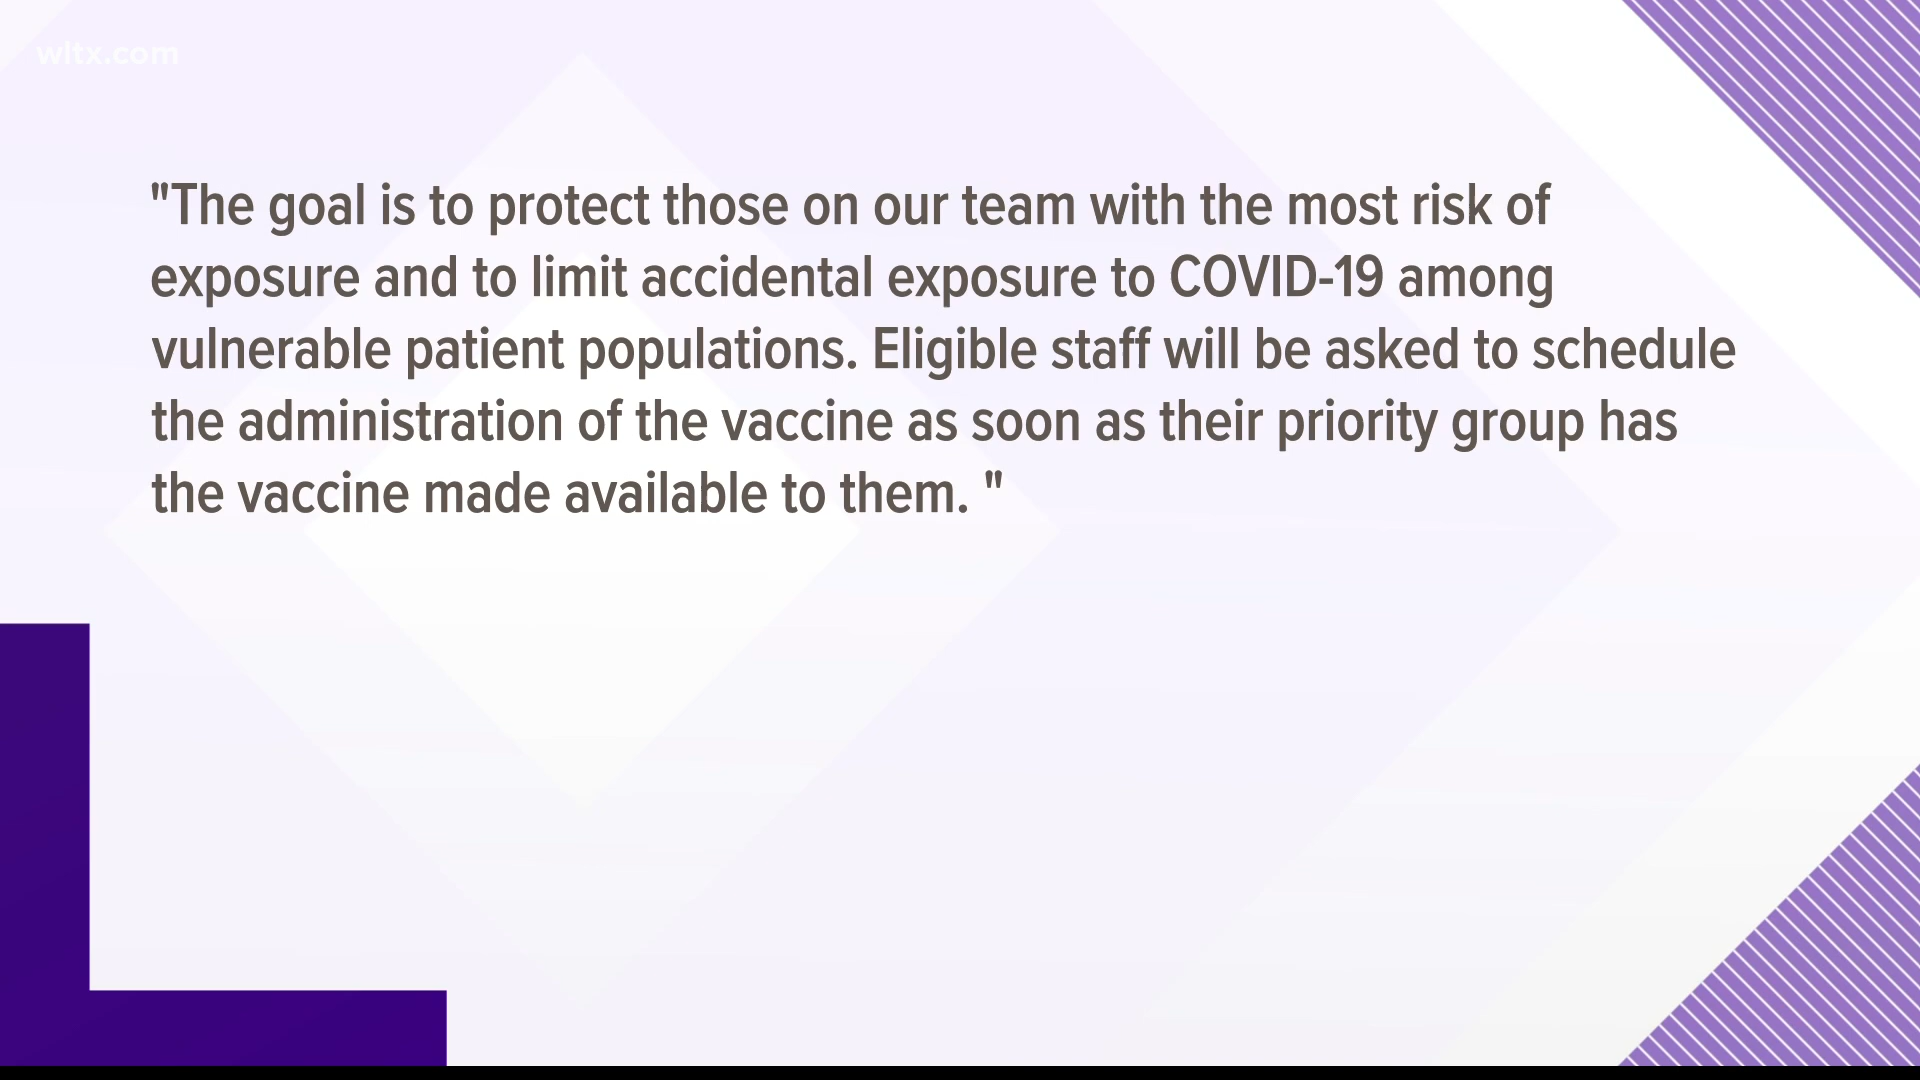 wltx.com
"The goal is to protect those on our team with the most risk of
exposure and to limit accidental exposure to COVID-19 among
vulnerable patient populations. Eligible staff will be asked to schedule
the administration of the vaccine as soon as their priority group has
the vaccine made available to them. "